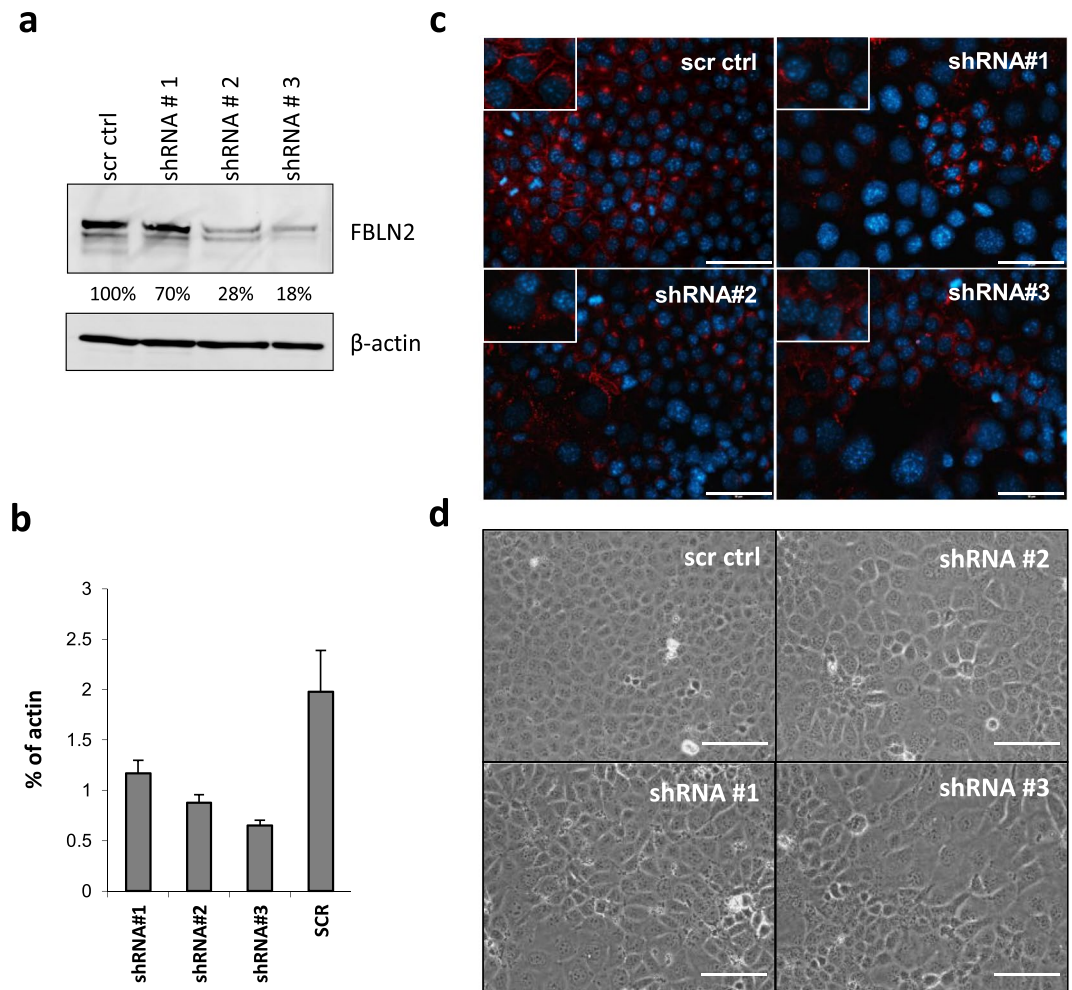 a
scr ctrl
shRNA # 1
shRNA # 2
shRNA # 3
FBLN2
100% 70% 28% 18%
β-actin
b
3
2.5
2
1.5
1
0.5
0
% of actin
shRNA#1
shRNA#2
shRNA#3
SCR
c
scr ctrl
shRNA#1
shRNA#2
shRNA#3
d
scr ctrl
shRNA #2
shRNA #1
shRNA #3